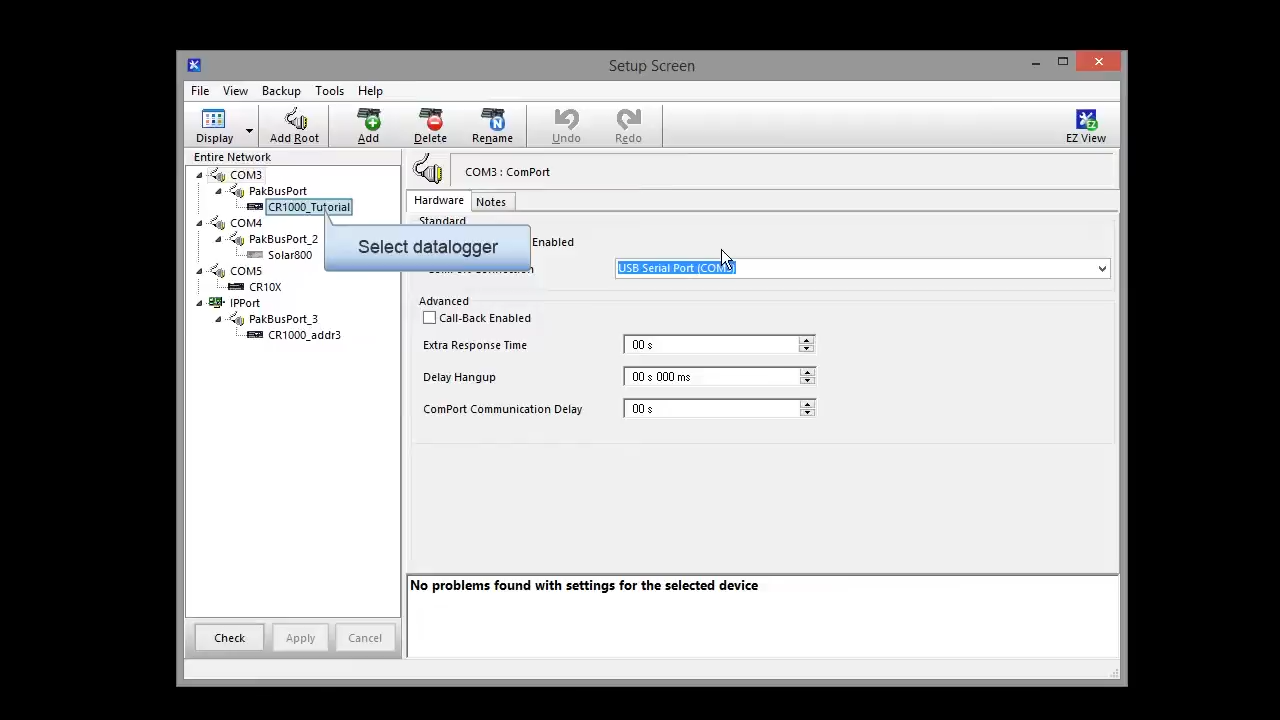 Setup Screen
File View Backup Tools Help
Display Add Root Add Delete Rename Undo Redo EZ View
Entire Network
COM3
PakBusPort
CR1000_Tutorial
COM4
PakBusPort_2
Solar800
COM5
CR10X
IPPort
PakBusPort_3
CR1000_addr3
Check Apply Cancel
COM3 : ComPort
Hardware Notes
Standard
Enabled
Select datalogger
USB Serial Port (COM
Advanced
Call-Back Enabled
Extra Response Time 00 s
Delay Hangup 00 s 000 ms
ComPort Communication Delay 00 s
No problems found with settings for the selected device